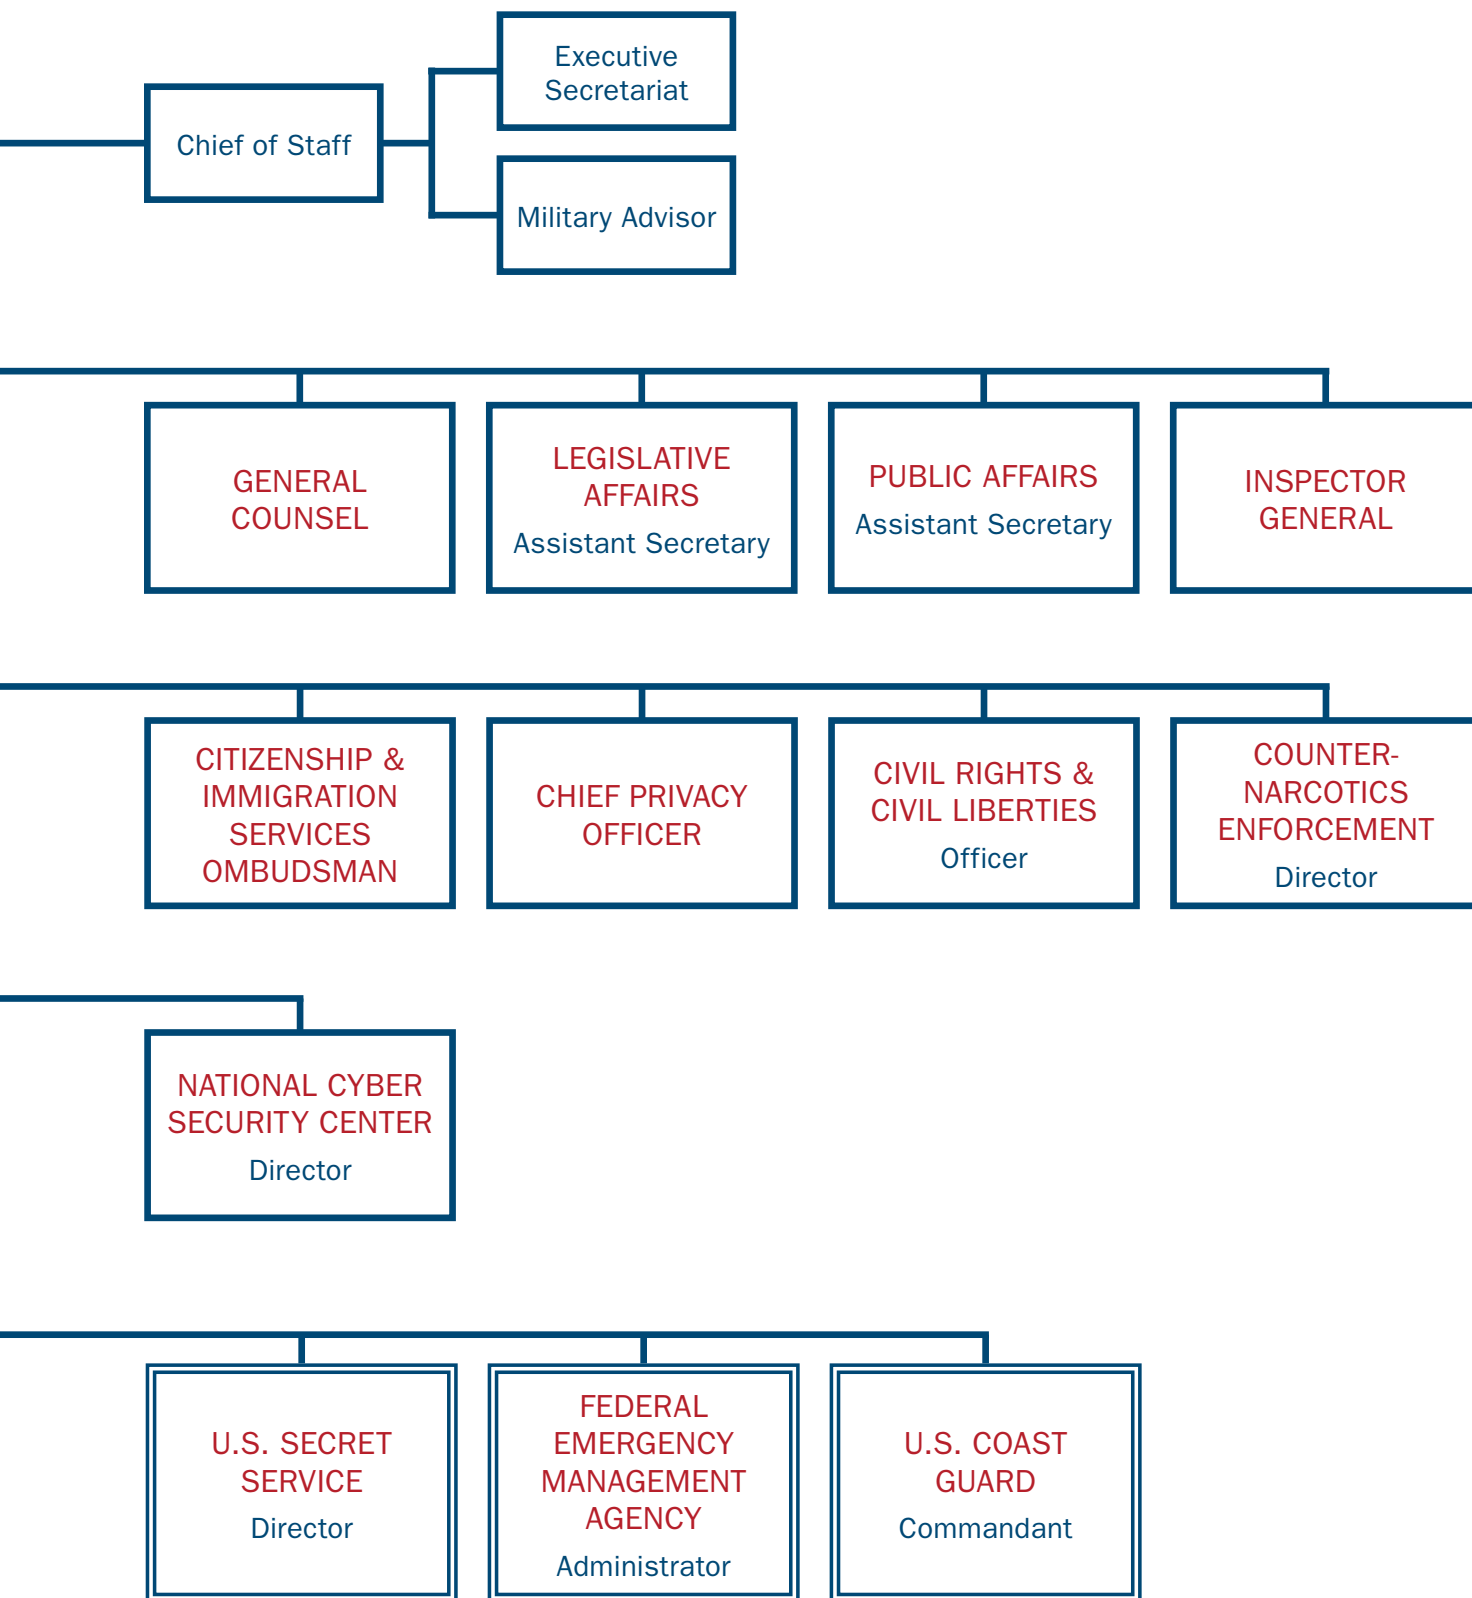 Executive
Secretariat
Chief of Staff
Military Advisor
GENERAL
COUNSEL
LEGISLATIVE
AFFAIRS
Assistant Secretary
PUBLIC AFFAIRS
Assistant Secretary
INSPECTOR
GENERAL
CITIZENSHIP &
IMMIGRATION
SERVICES
OMBUDSMAN
CHIEF PRIVACY
OFFICER
CIVIL RIGHTS &
CIVIL LIBERTIES
Officer
COUNTER-
NARCOTICS
ENFORCEMENT
Director
NATIONAL CYBER
SECURITY CENTER
Director
U.S. SECRET
SERVICE
Director
FEDERAL
EMERGENCY
MANAGEMENT
AGENCY
Administrator
U.S. COAST
GUARD
Commandant